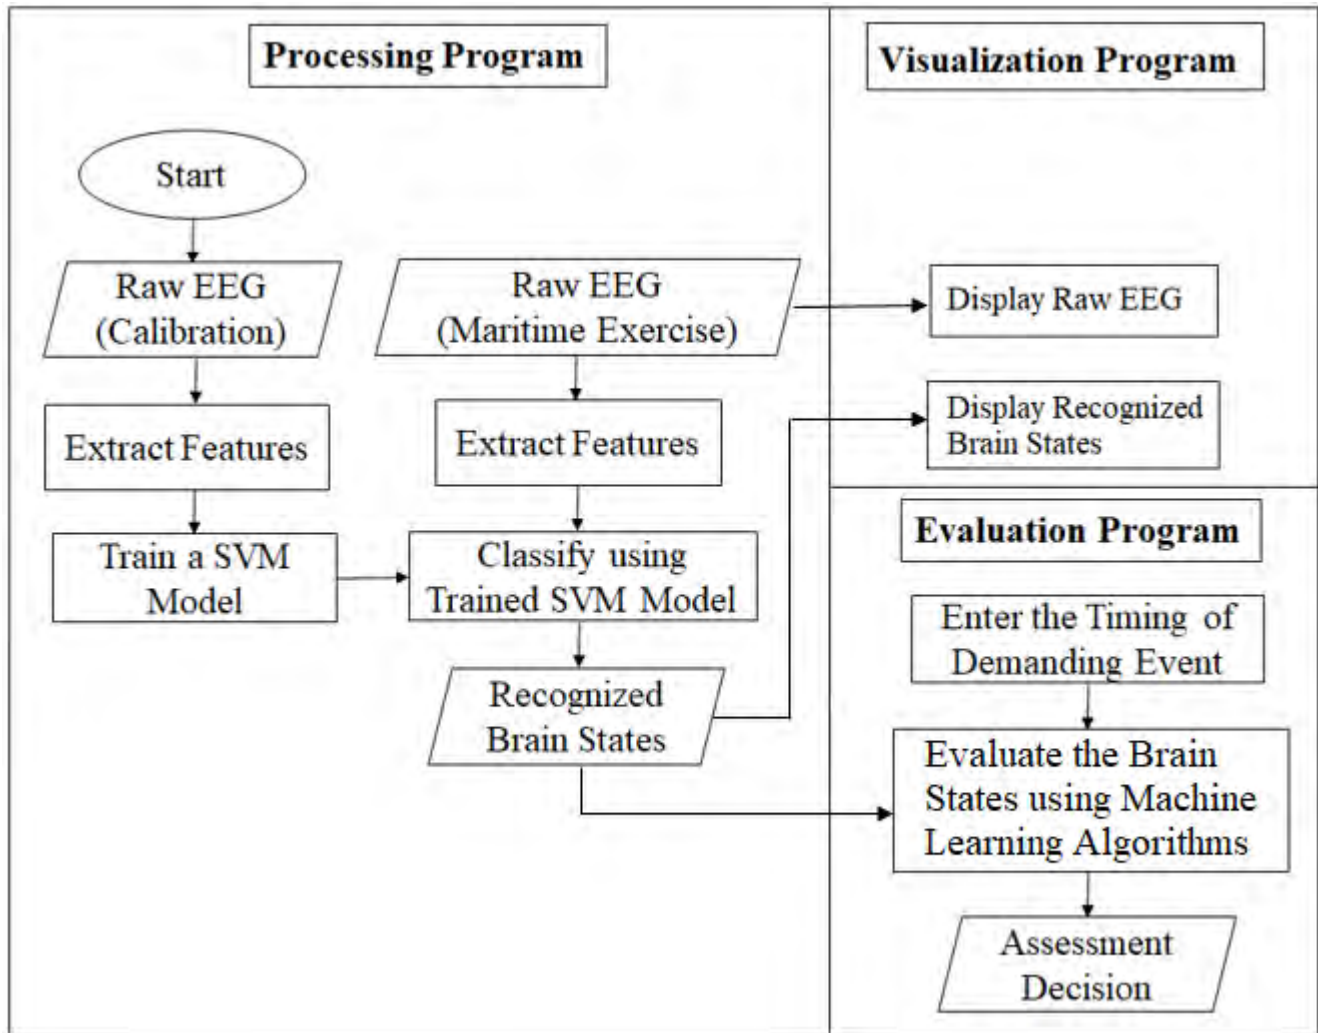 Processing Program
Start
Raw EEG
(Calibration)
Extract Features
Train a SVM
Model
Raw EEG
(Maritime Exercise)
Extract Features
Classify using
Trained SVM Model
Recognized
Brain States
Visualization Program
Display Raw EEG
Display Recognized
Brain States
Evaluation Program
Enter the Timing of
Demanding Event
Evaluate the Brain
States using Machine
Learning Algorithms
Assessment
Decision